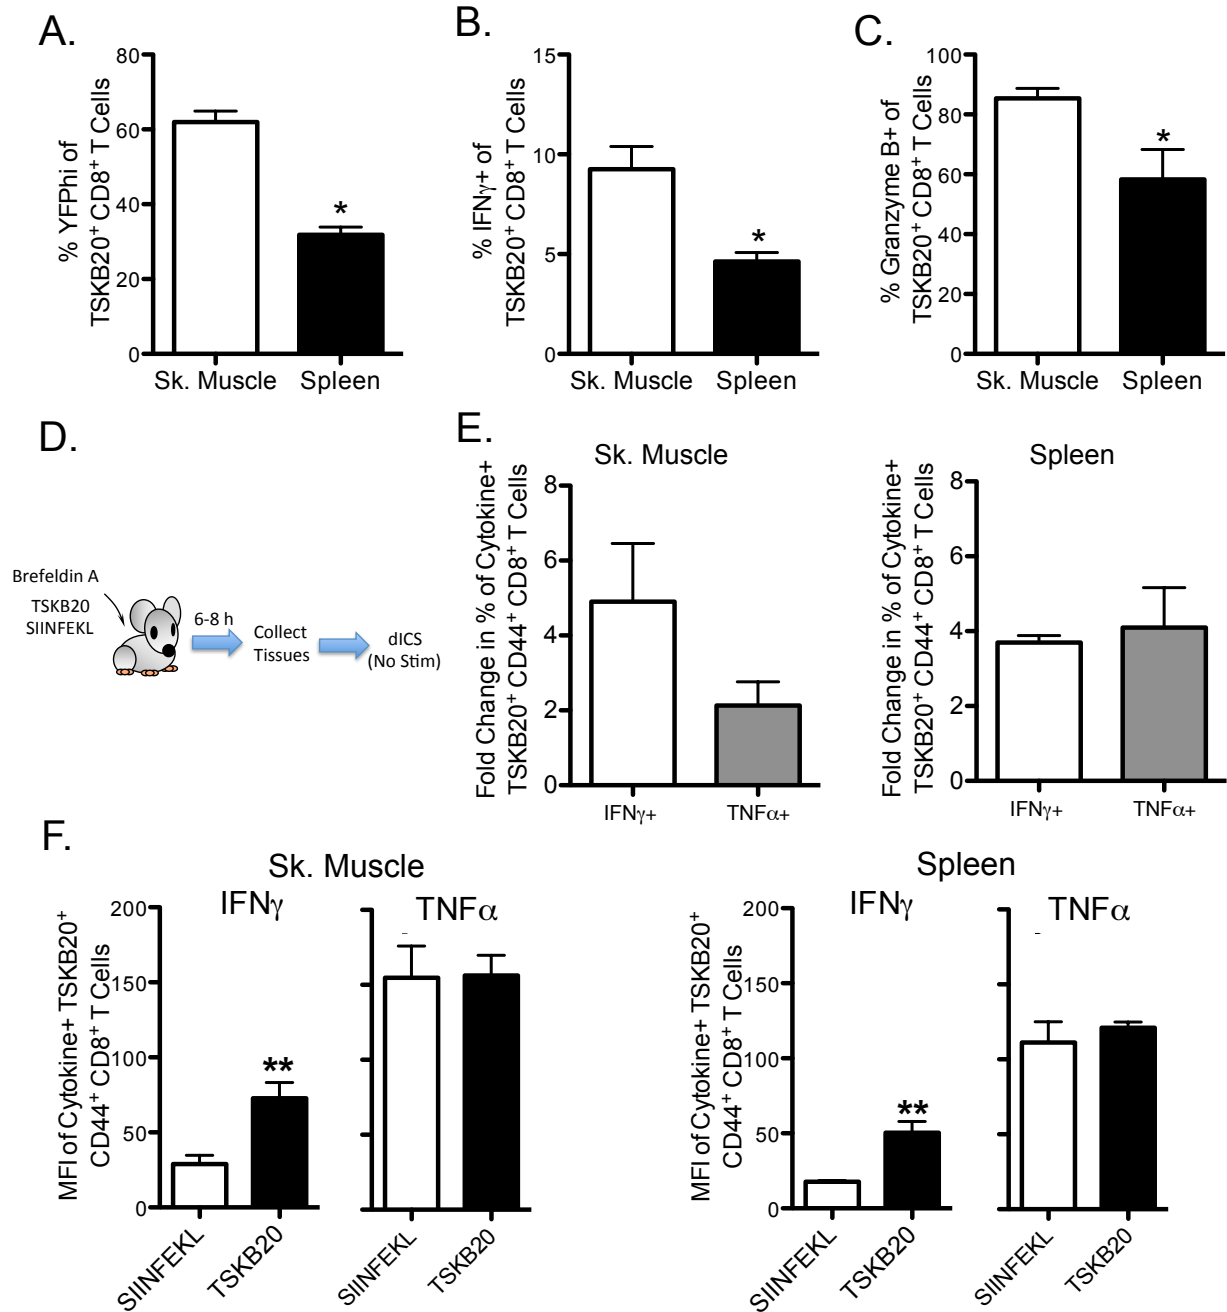 A.
80
60
40
20
0
% YFPhi of
TSKB20+ CD8+ T Cells
*
Sk. Muscle
Spleen
B.
15
10
5
0
% IFNγ+ of
TSKB20+ CD8+ T Cells
*
Sk. Muscle
Spleen
C.
100
80
60
40
20
0
% Granzyme B+ of
TSKB20+ CD8+ T Cells
*
Sk. Muscle
Spleen
D.
Brefeldin A
TSKB20
SIINFEKL
6-8 h
Collect
Tissues
dICS
(No Stim)
E.
Sk. Muscle
Fold Change in % of Cytokine+
TSKB20+ CD44+ CD8+ T Cells
8
6
4
2
0
IFNγ+
TNFα+
Spleen
Fold Change in % of Cytokine+
TSKB20+ CD44+ CD8+ T Cells
8
6
4
2
0
IFNγ+
TNFα+
F.
Sk. Muscle
IFNγ
TNFα
MFI of Cytokine+ TSKB20+
CD44+ CD8+ T Cells
200
150
100
50
0
**
SIINFEKL
TSKB20
SIINFEKL
TSKB20
Spleen
IFNγ
TNFα
MFI of Cytokine+ TSKB20+
CD44+ CD8+ T Cells
200
150
100
50
0
**
SIINFEKL
TSKB20
SIINFEKL
TSKB20